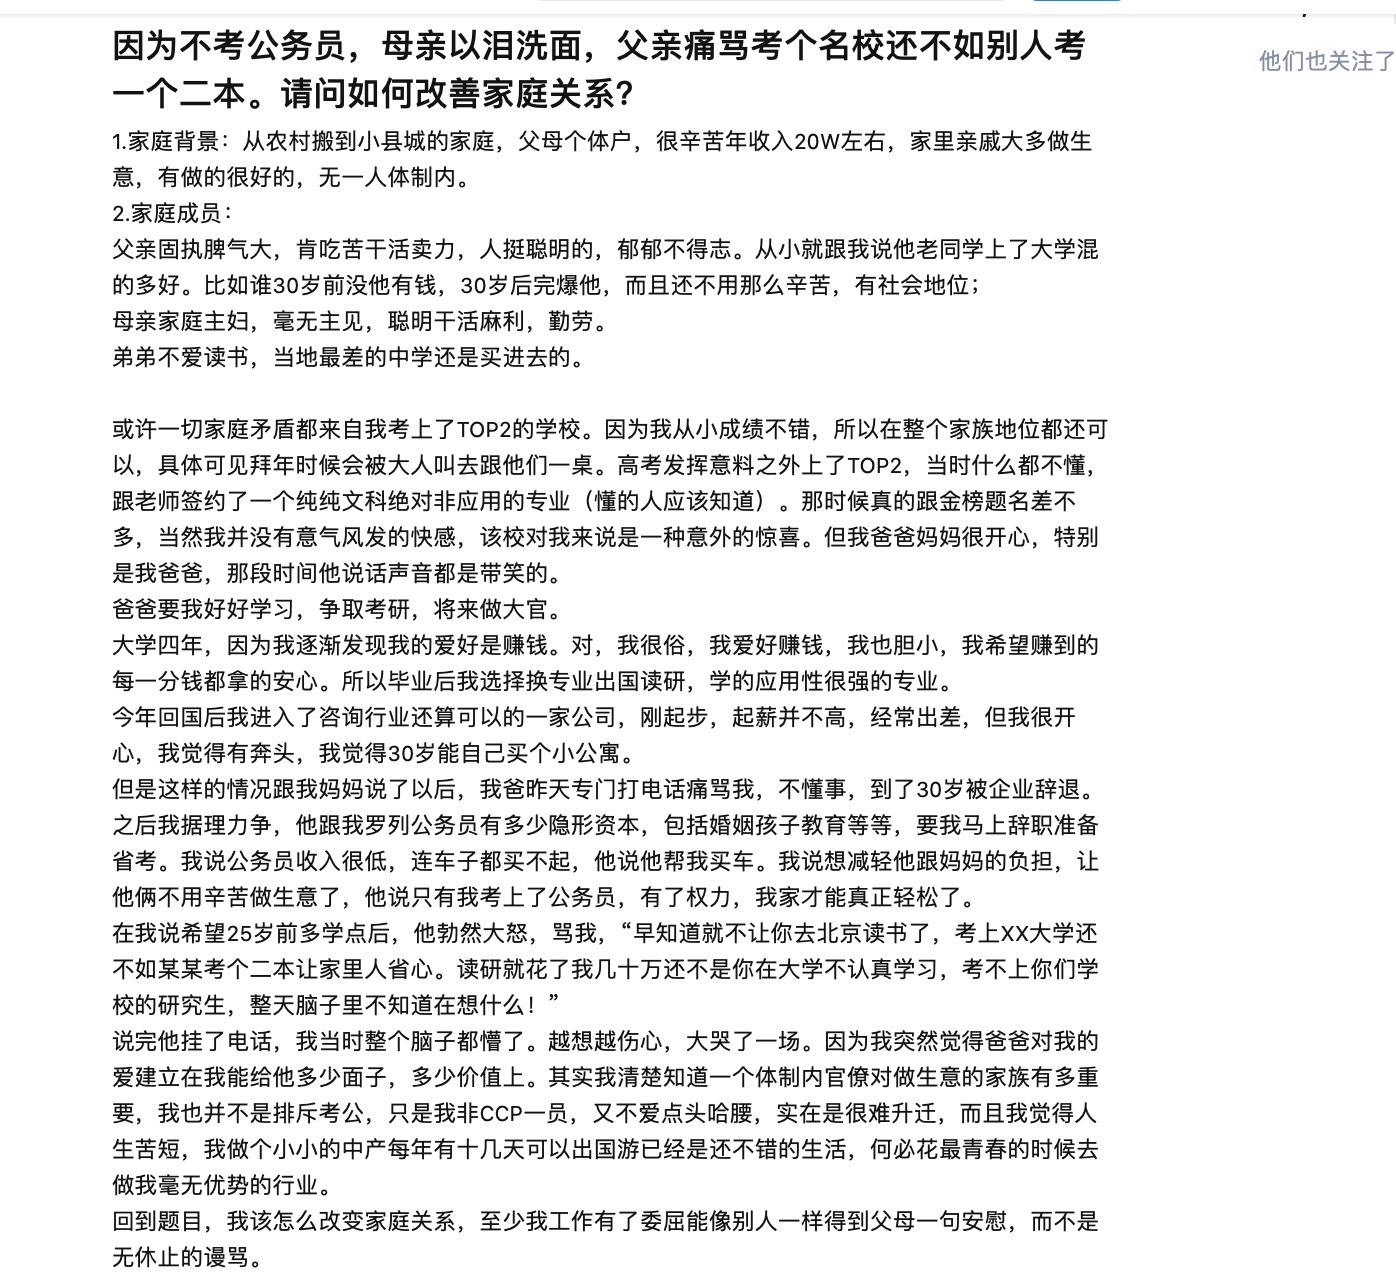 他们也关注了
因为不考公务员，母亲以泪洗面，父亲痛骂考个名校还不如别人考
一个二本。请问如何改善家庭关系？
1.家庭背景：从农村搬到小县城的家庭，父母个体户，很辛苦年收入20W左右，家里亲戚大多做生
意，有做的很好的，无一人体制内。
2.家庭成员：
父亲固执脾气大，肯吃苦干活卖力，人挺聪明的，郁郁不得志。从小就跟我说他老同学上了大学混
的多好。比如谁30岁前没他有钱，30岁后完爆他，而且还不用那么辛苦，有社会地位；
母亲家庭主妇，毫无主见，聪明干活麻利，勤劳。
弟弟不爱读书，当地最差的中学还是买进去的。
或许一切家庭矛盾都来自我考上了TOP2的学校。因为我从小成绩不错，所以在整个家族地位都还可
以，具体可见拜年时候会被大人叫去跟他们一桌。高考发挥意料之外上了TOP2，当时什么都不懂，
跟老师签约了一个纯纯文科绝对非应用的专业（懂的人应该知道）。那时候真的跟金榜题名差不
多，当然我并没有意气风发的快感，该校对我来说是一种意外的惊喜。但我爸爸妈妈很开心，特别
是我爸爸，那段时间他说话声音都是带笑的。
爸爸要我好好学习，争取考研，将来做大官。
大学四年，因为我逐渐发现我的爱好是赚钱。对，我很俗，我爱好赚钱，我也胆小，我希望赚到的
每一分钱都拿的安心。所以毕业后我选择换专业出国读研，学的应用性很强的专业。
今年回国后我进入了咨询行业还算可以的一家公司，刚起步，起薪并不高，经常出差，但我很开
心，我觉得有奔头，我觉得30岁能自己买个小公寓。
但是这样的情况跟我妈妈说了以后，我爸昨天专门打电话痛骂我，不懂事，到了30岁被企业辞退。
之后我据理力争，他跟我罗列公务员有多少隐形资本，包括婚姻孩子教育等等，要我马上辞职准备
省考。我说公务员收入很低，连车子都买不起，他说他帮我买车。我说想减轻他跟妈妈的负担，让
他俩不用辛苦做生意了，他说只有我考上了公务员，有了权力，我家才能真正轻松了。
在我说希望25岁前多学点后，他勃然大怒，骂我，“早知道就不让你去北京读书了，考上XX大学还
不如某某考个二本让家里人省心。读研就花了我几十万还不是你在大学不认真学习，考不上你们学
校的研究生，整天脑子里不知道在想什么！”
说完他挂了电话，我当时整个脑子都懵了。越想越伤心，大哭了一场。因为我突然觉得爸爸对我的
爱建立在我能给他多少面子，多少价值上。其实我清楚知道一个体制内官僚对做生意的家族有多重
要，我也并不是排斥考公，只是我非CCP一员，又不爱点头哈腰，实在是很难升迁，而且我觉得人
生苦短，我做个小小的中产每年有十几天可以出国游已经是还不错的生活，何必花最青春的时候去
做我毫无优势的行业。
回到题目，我该怎么改变家庭关系，至少我工作有了委屈能像别人一样得到父母一句安慰，而不是
无休止的谩骂。